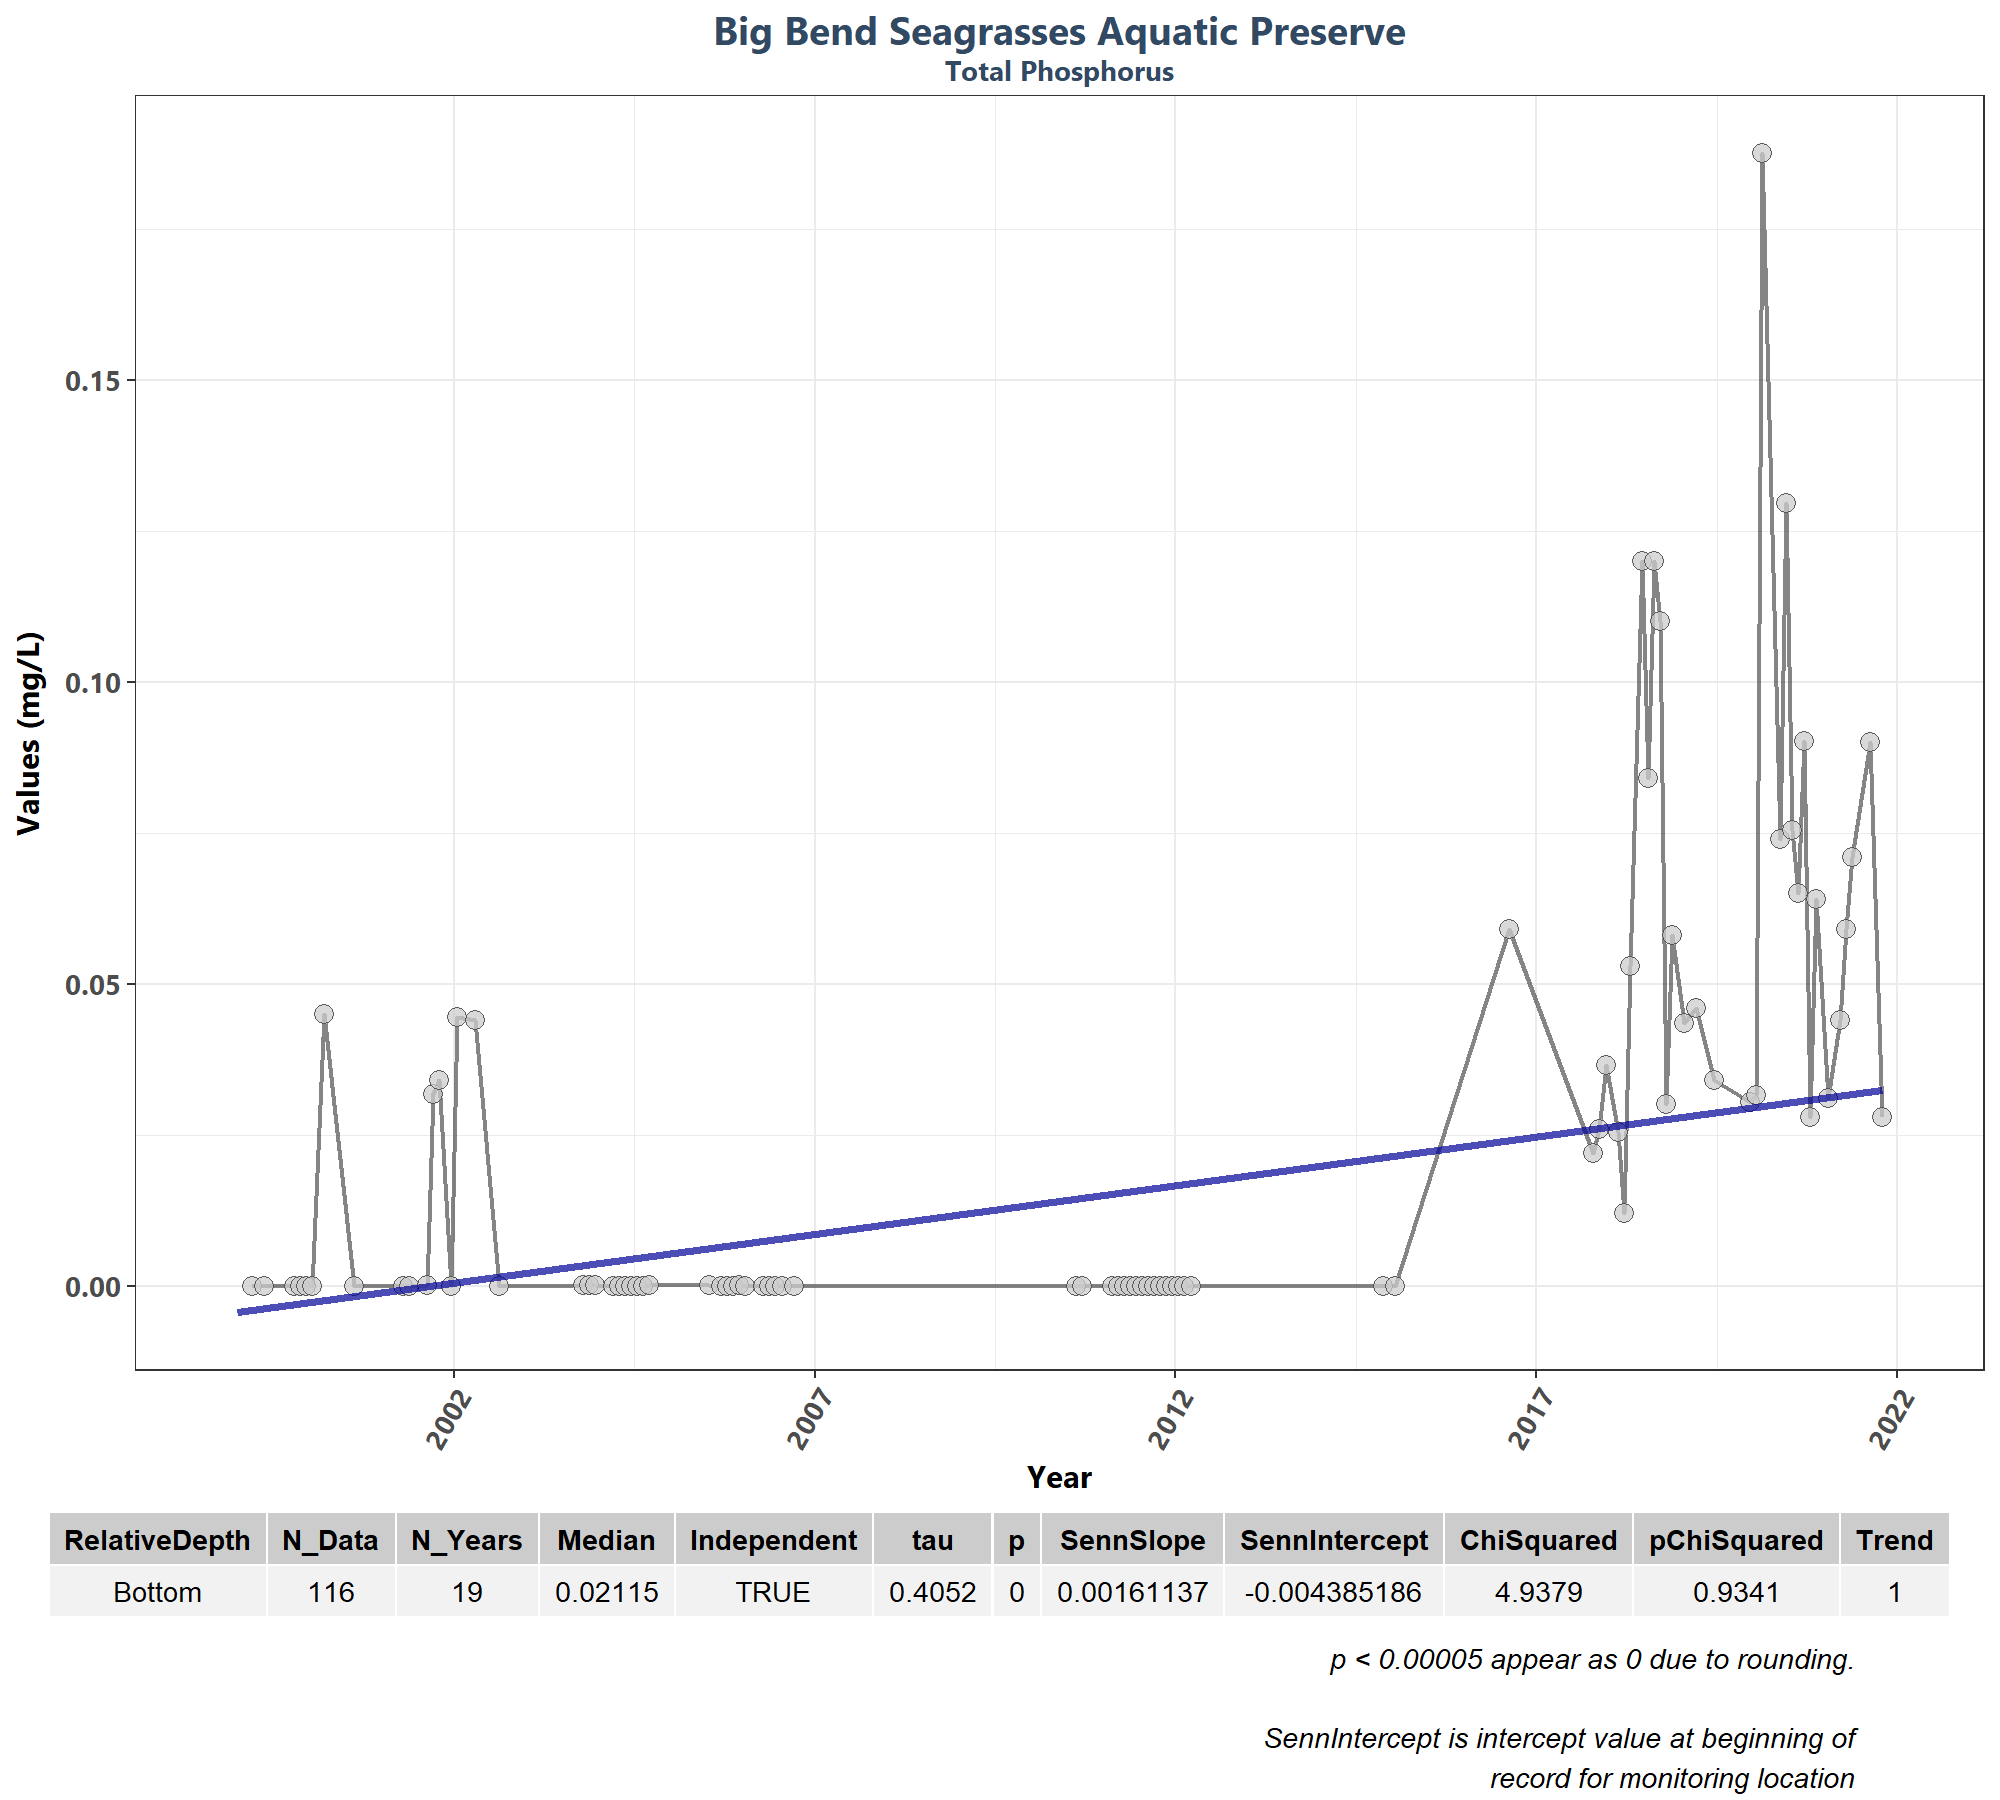 Big Bend Seagrasses Aquatic Preserve
Total Phosphorus
Values (mg/L)
0.15
0.10
0.05
0.00
2002 2007 2012 2017 2022
Year
RelativeDepth N_Data N_Years Median Independent tau p SennSlope SennIntercept ChiSquared pChiSquared Trend
Bottom 116 19 0.02115 TRUE 0.4052 0 0.00161137 -0.004385186 4.9379 0.9341 1
p < 0.00005 appear as 0 due to rounding.
SennIntercept is intercept value at beginning of
record for monitoring location